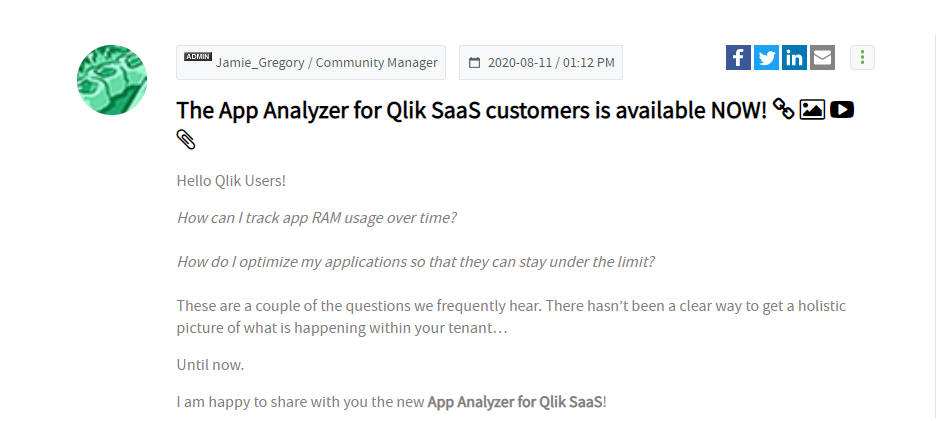 ADMIN Jamie_Gregory / Community Manager 2020-08-11 / 01:12 PM
The App Analyzer for Qlik SaaS customers is available NOW!
Hello Qlik Users!
How can I track app RAM usage over time?
How do I optimize my applications so that they can stay under the limit?
These are a couple of the questions we frequently hear. There hasn’t been a clear way to get a holistic
picture of what is happening within your tenant…
Until now.
I am happy to share with you the new App Analyzer for Qlik SaaS!